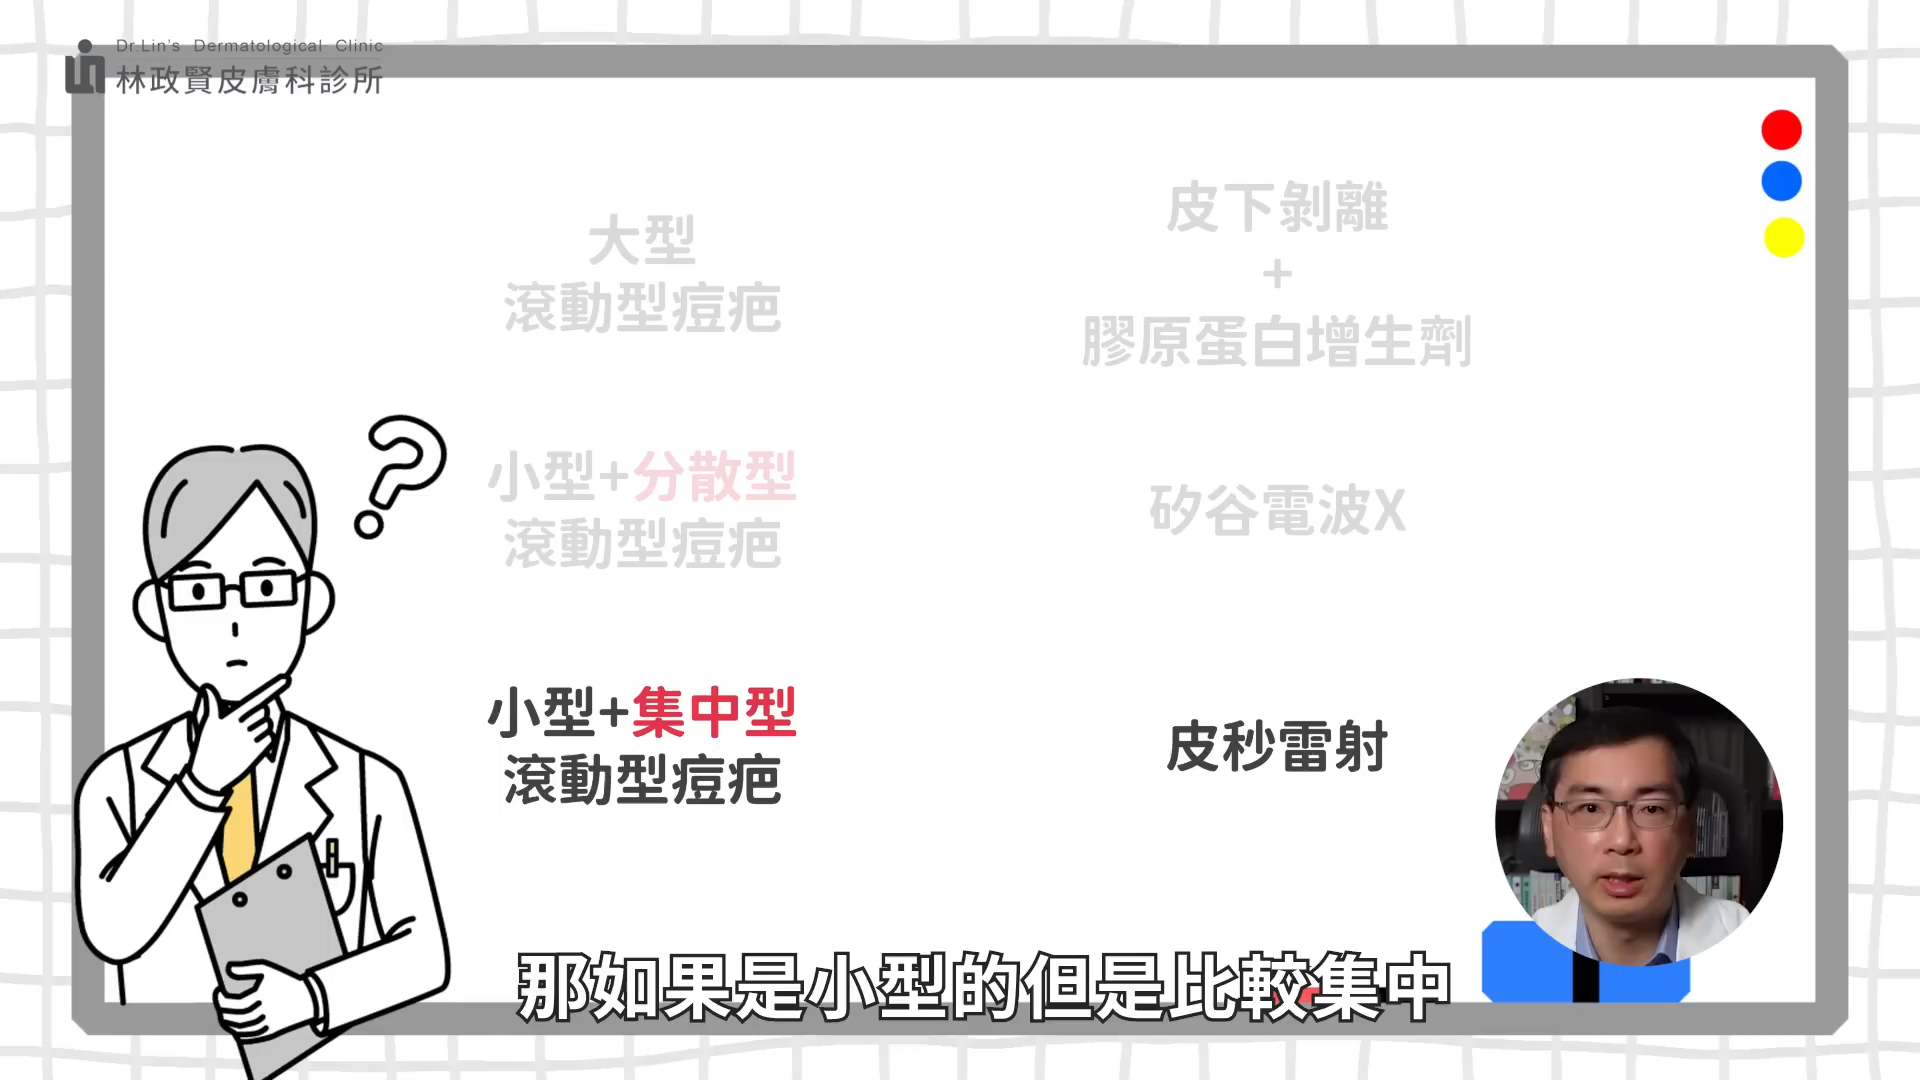 Dr.Lin's Dermatological Clinic
林政賢皮膚科診所
大型
滾動型痘疤
皮下剝離
+
膠原蛋白增生劑
小型+分散型
滾動型痘疤
矽谷電波X
小型+集中型
滾動型痘疤
皮秒雷射
那如果是小型的但是比較集中